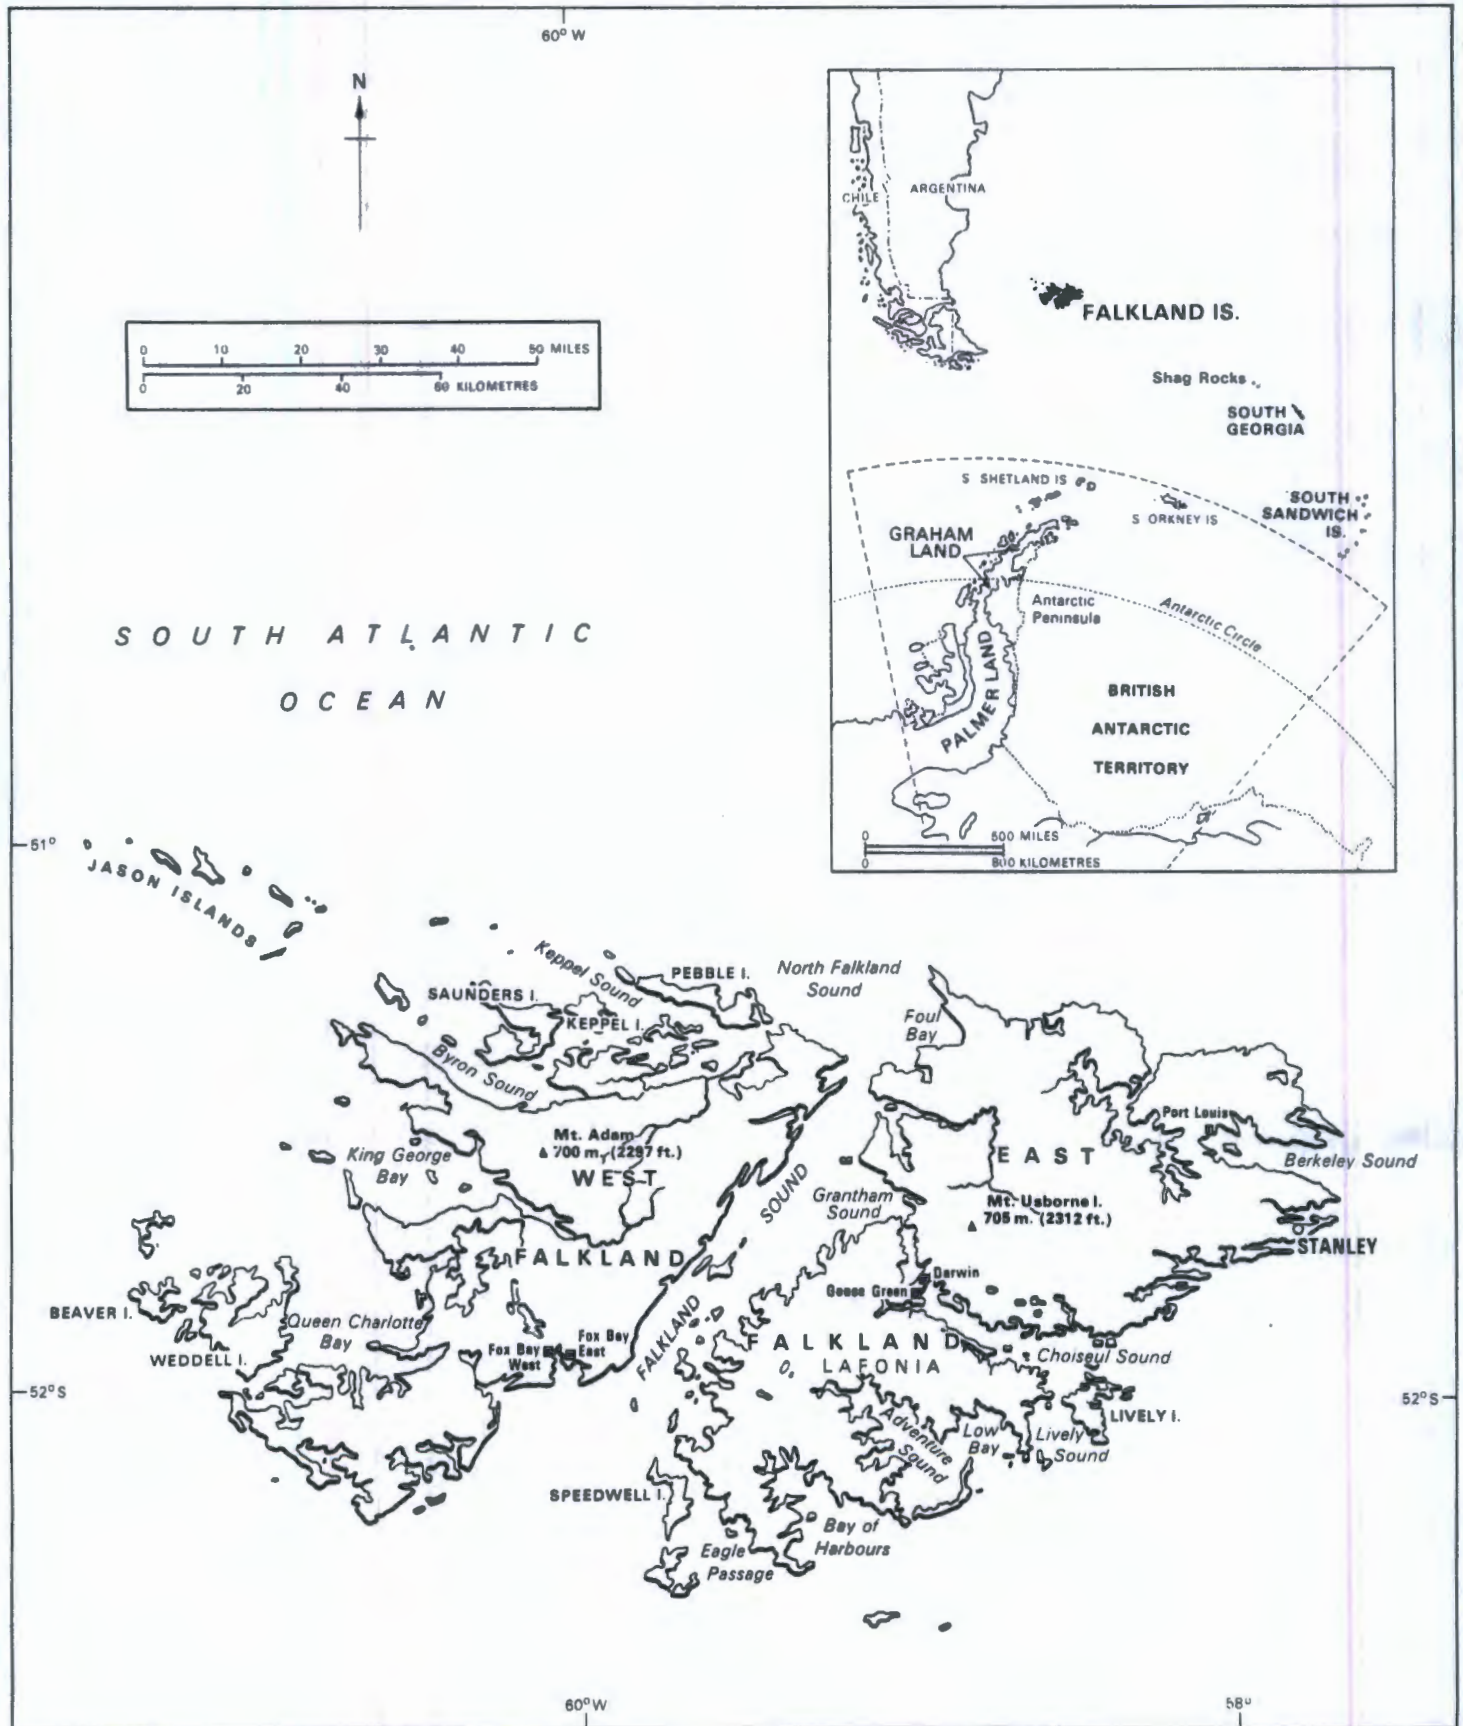 60° W
N
0 10 20 30 40 50 MILES
0 20 40 60 KILOMETRES
CHILE
ARGENTINA
FALKLAND IS.
Shag Rocks
SOUTH
GEORGIA
S SHETLAND IS
S ORKNEY IS
SOUTH
SANDWICH
IS.
GRAHAM
LAND
Antarctic
Peninsula
Antarctic Circle
PALMER LAND
BRITISH
ANTARCTIC
TERRITORY
0 500 MILES
0 800 KILOMETRES
SOUTH ATLANTIC
OCEAN
51°
JASON ISLANDS
Keppel Sound
PEBBLE I.
North Falkland
Sound
SAUNDERS I.
KEPPEL I.
Foul
Bay
Byron Sound
Port Louis
Mt. Adam
700 m. (2297 ft.)
WEST
King George
Bay
EAST
Berkeley Sound
Grantham
Sound
Mt. Usborne I.
705 m. (2312 ft.)
STANLEY
FALKLAND
FALKLAND SOUND
Darwin
Goose Green
BEAVER I.
Queen Charlotte
Bay
WEDDELL I.
Fox Bay
West
Fox Bay
East
FALKLAND
LAFONIA
Choiseul Sound
52°S
52°S
LIVELY I.
Adventure
Sound
Low
Bay
Lively
Sound
SPEEDWELL I.
Bay of
Harbours
Eagle
Passage
60°W
58°